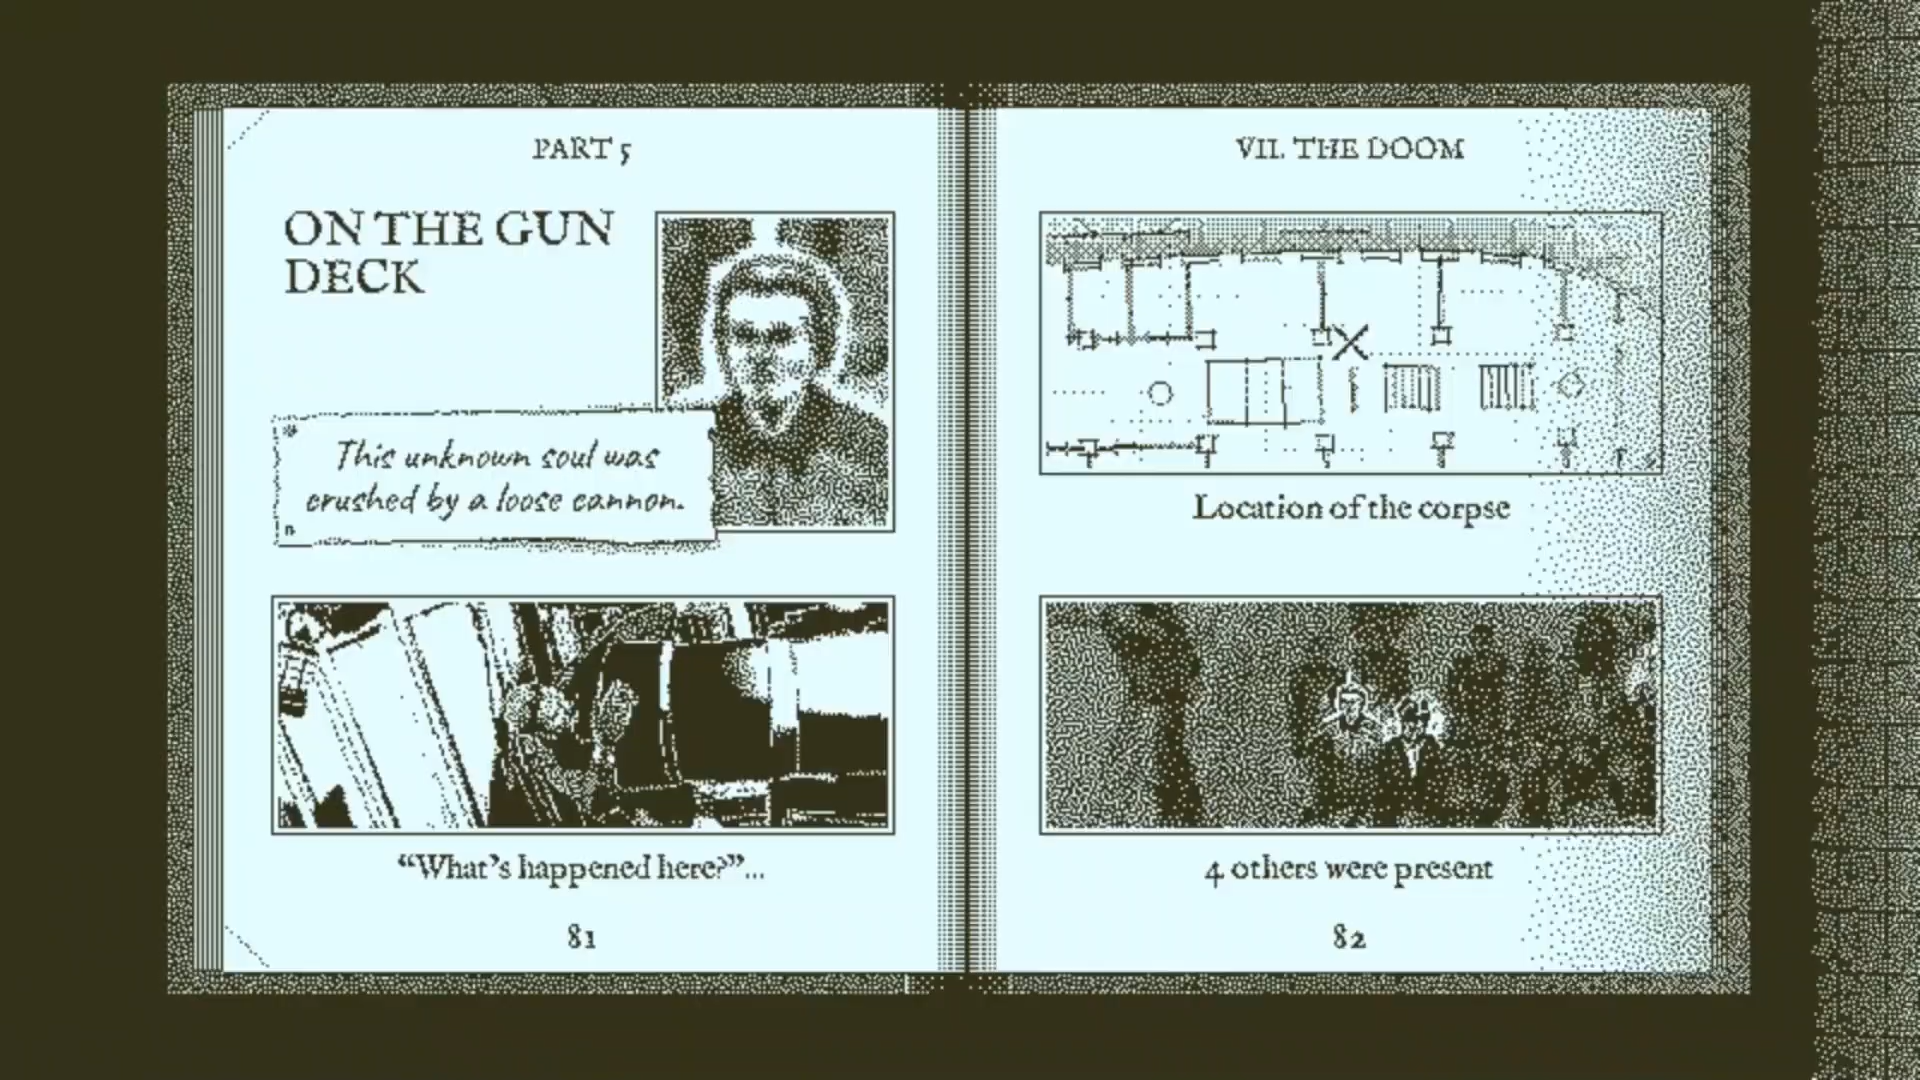 PART 5
ON THE GUN
DECK
This unknown soul was
crushed by a loose cannon.
"What's happened here?"...
81
VII. THE DOOM
Location of the corpse
4 others were present
82